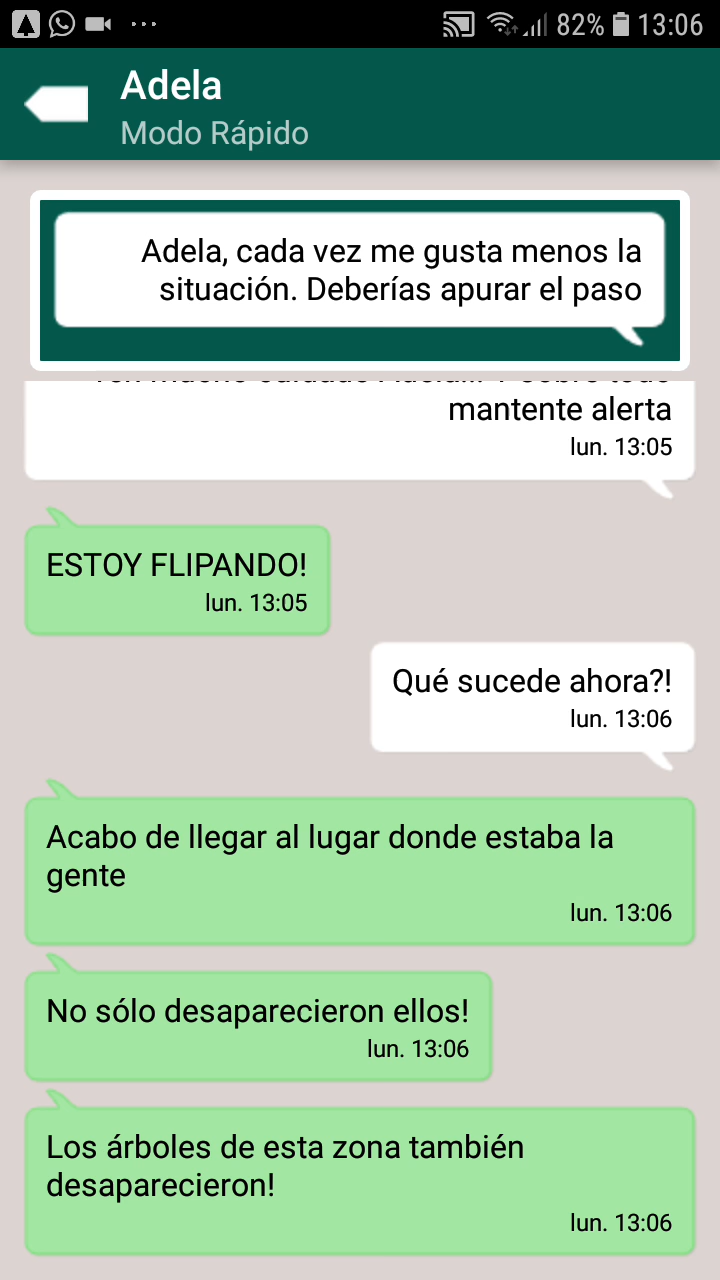 82% 13:06
Adela
Modo Rápido
Adela, cada vez me gusta menos la
situación. Deberías apurar el paso
mantente alerta
lun. 13:05
ESTOY FLIPANDO!
lun. 13:05
Qué sucede ahora?!
lun. 13:06
Acabo de llegar al lugar donde estaba la
gente
lun. 13:06
No sólo desaparecieron ellos!
lun. 13:06
Los árboles de esta zona también
desaparecieron!
lun. 13:06